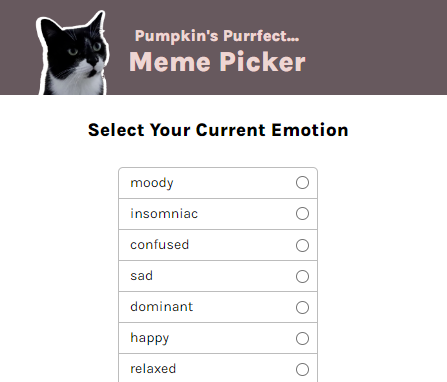 Pumpkin's Purrfect...
Meme Picker
Select Your Current Emotion
moody
insomniac
confused
sad
dominant
happy
relaxed